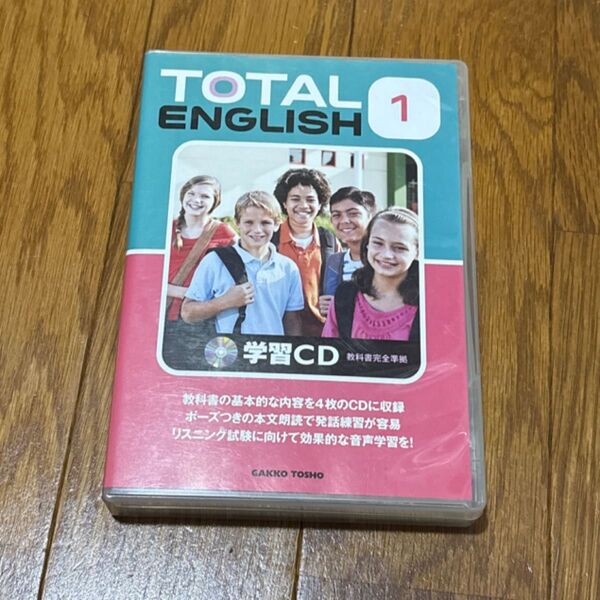 TOTAL
ENGLISH
1
学習CD 教科書完全準拠
教科書の基本的な内容を4枚のCDに収録
ポーズつきの本文朗読で発話練習が容易
リスニング試験に向けて効果的な音声学習を!
GAKKO TOSHO